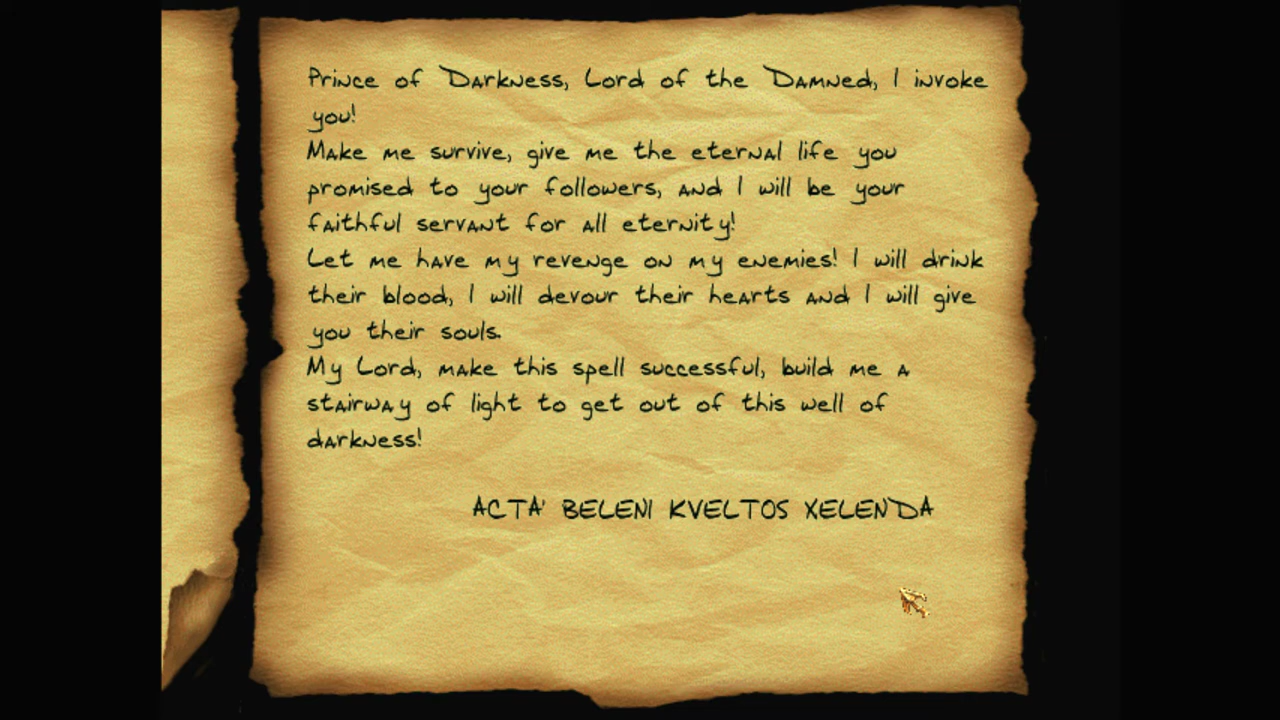 Prince of Darkness, Lord of the Damned, I invoke
you!
Make me survive, give me the eternal life you
promised to your followers, and I will be your
faithful servant for all eternity!
Let me have my revenge on my enemies! I will drink
their blood, I will devour their hearts and I will give
you their souls.
My Lord, make this spell successful, build me a
stairway of light to get out of this well of
darkness!
ACTA' BELENI KVELTOS XELENDA